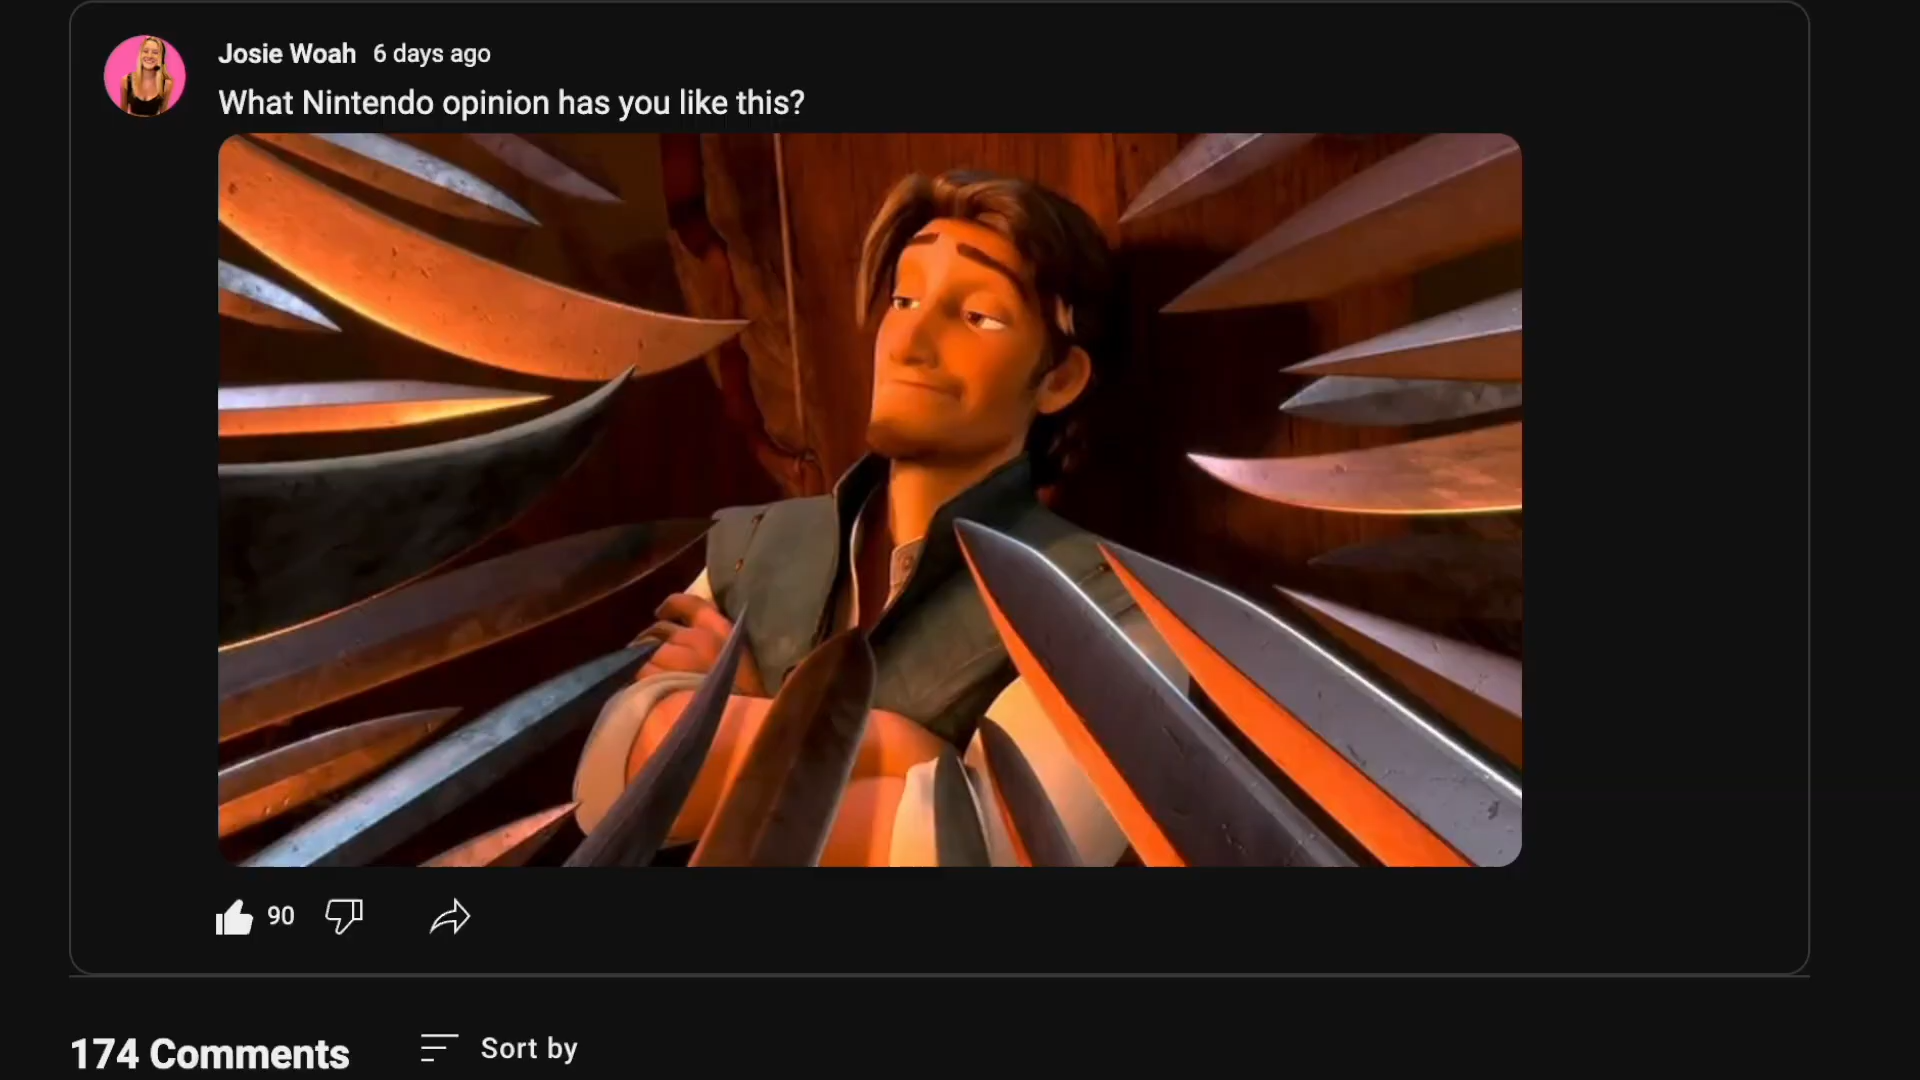 Josie Woah 6 days ago
What Nintendo opinion has you like this?
90
174 Comments Sort by